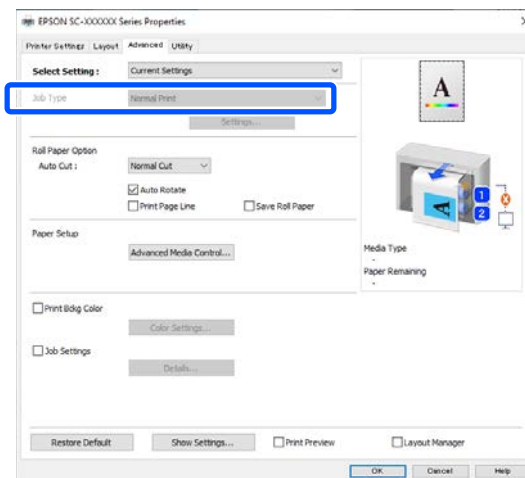 EPSON SC-XXXXXX Series Properties
Printer Settings Layout Advanced Utility
Select Setting : Current Settings
Job Type Normal Print
Settings...
Roll Paper Option
Auto Cut : Normal Cut
Auto Rotate
Print Page Line Save Roll Paper
Paper Setup
Advanced Media Control...
Print Bckg Color
Color Settings...
Job Settings
Details...
A
A
1
2
Media Type
-
Paper Remaining
-
Restore Default Show Settings... Print Preview Layout Manager
OK Cancel Help